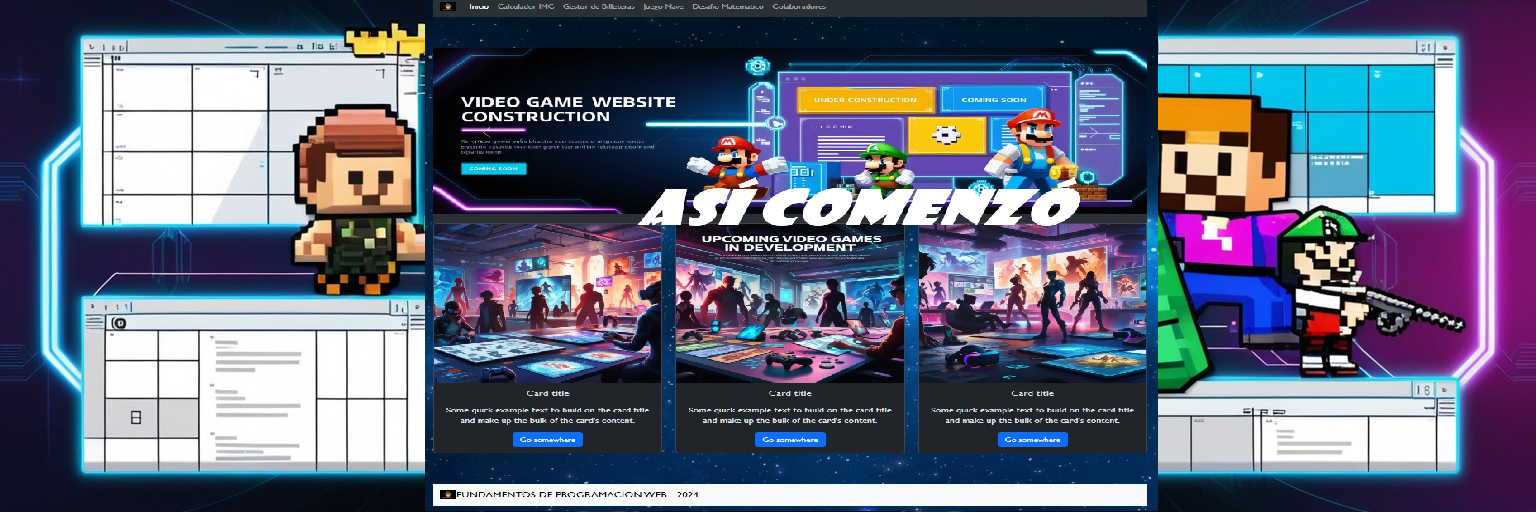 Inicio Calculador IMC Gestor de Billeteras Juego Nave Desafio Matematico Colaboradores
VIDEO GAME WEBSITE
CONSTRUCTION
COMING SOON
UNDER CONSTRUCTION
COMING SOON
ASÍ COMENZÓ
UPCOMING VIDEO GAMES
IN DEVELOPMENT
Card title
Some quick example text to build on the card title
and make up the bulk of the card's content.
Go somewhere
Card title
Some quick example text to build on the card title
and make up the bulk of the card's content.
Go somewhere
Card title
Some quick example text to build on the card title
and make up the bulk of the card's content.
Go somewhere
FUNDAMENTOS DE PROGRAMACION WEB - 2024